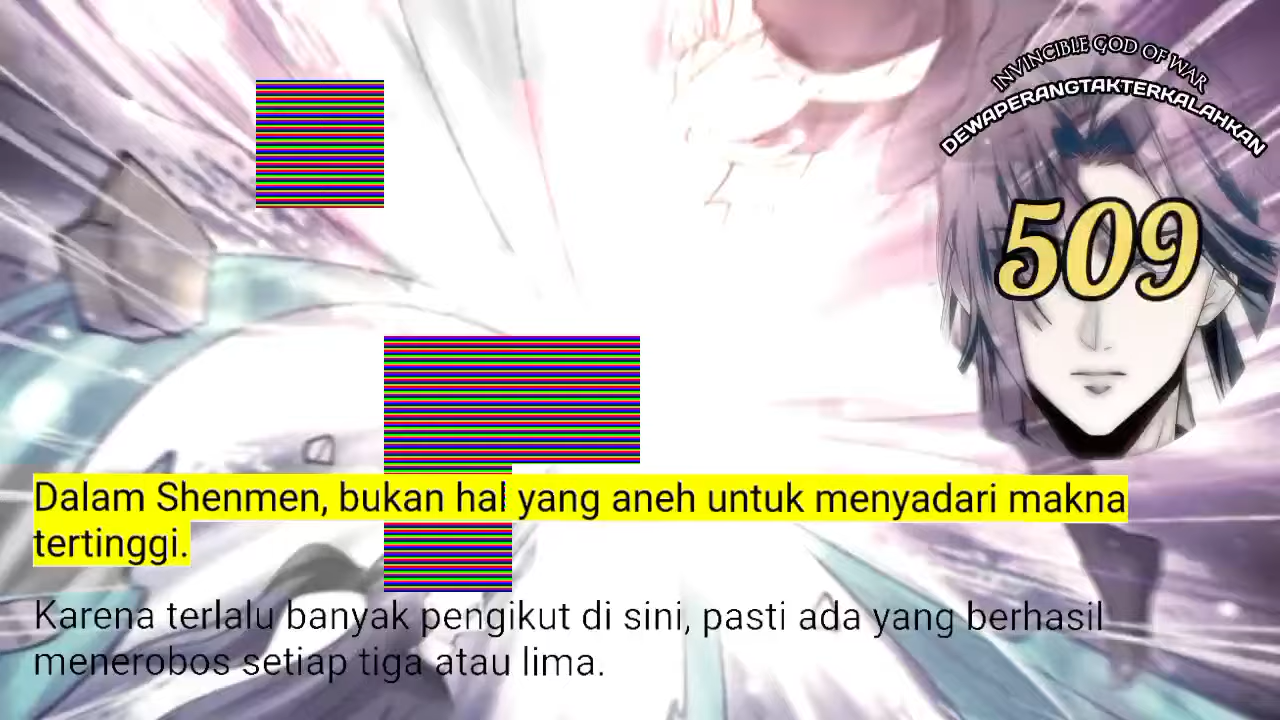 INVINCIBLE GOD OF WAR
DEWAPERANGTAKTERKALAHKAN
509
Dalam Shenmen, bukan hal yang aneh untuk menyadari makna
tertinggi.
Karena terlalu banyak pengikut di sini, pasti ada yang berhasil
menerobos setiap tiga atau lima.